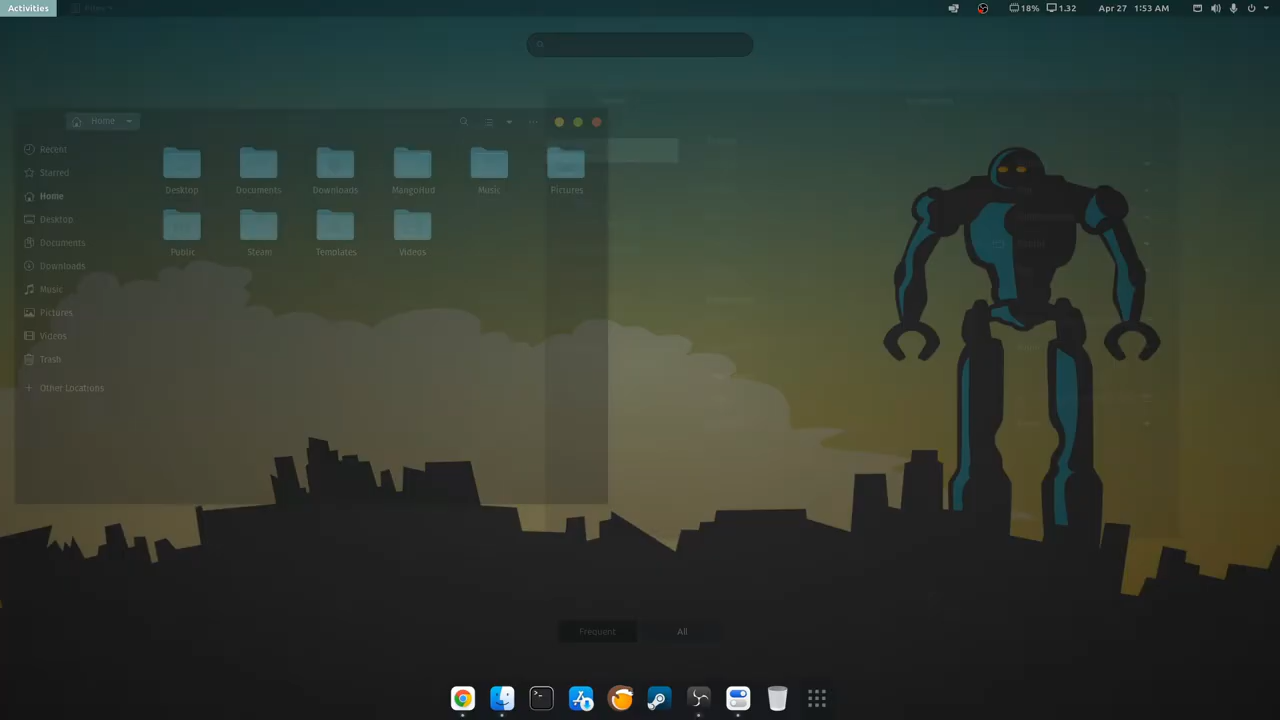 Activities
18% 1.32 Apr 27 1:53 AM
Home
Recent
Starred
Home
Desktop
Documents
Downloads
Music
Pictures
Videos
Trash
Other Locations
Desktop Documents Downloads MangoHud Music Pictures
Public Steam Templates Videos
Frequent All